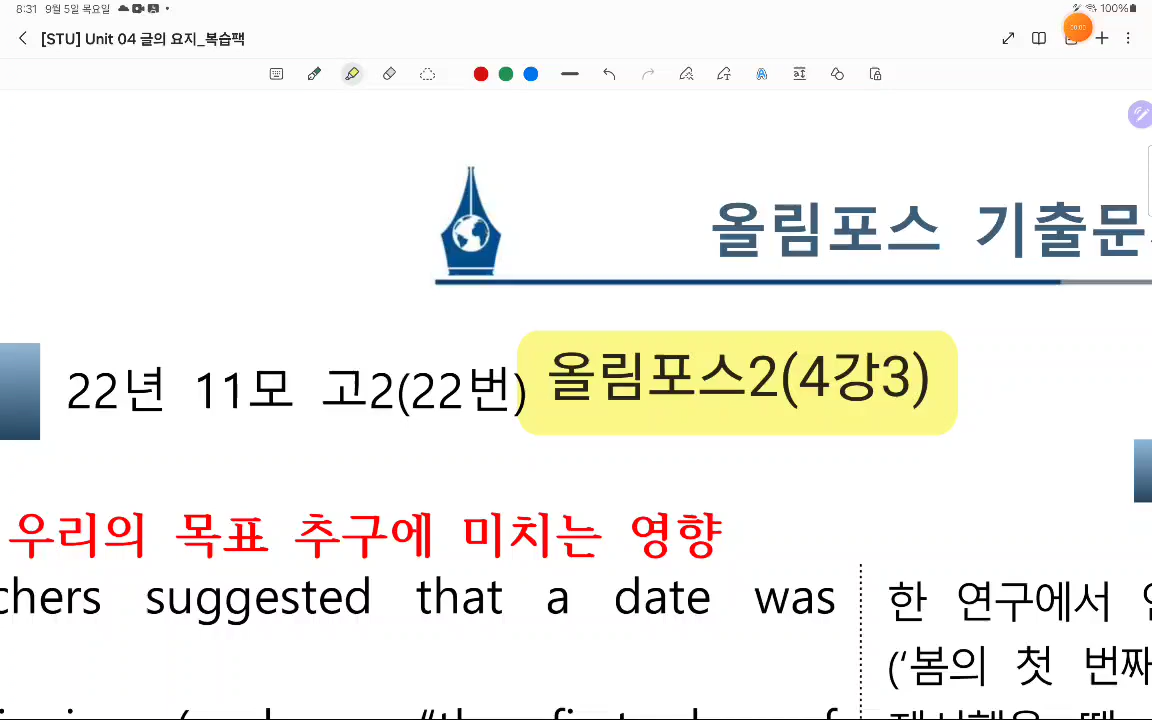 8:31 9월 5일 목요일
100%
00:00
[STU] Unit 04 글의 요지_복습팩
올림포스 기출문
22년 11모 고2(22번) 올림포스2(4강3)
우리의 목표 추구에 미치는 영향
chers suggested that a date was
한 연구에서
('봄의 첫 번째